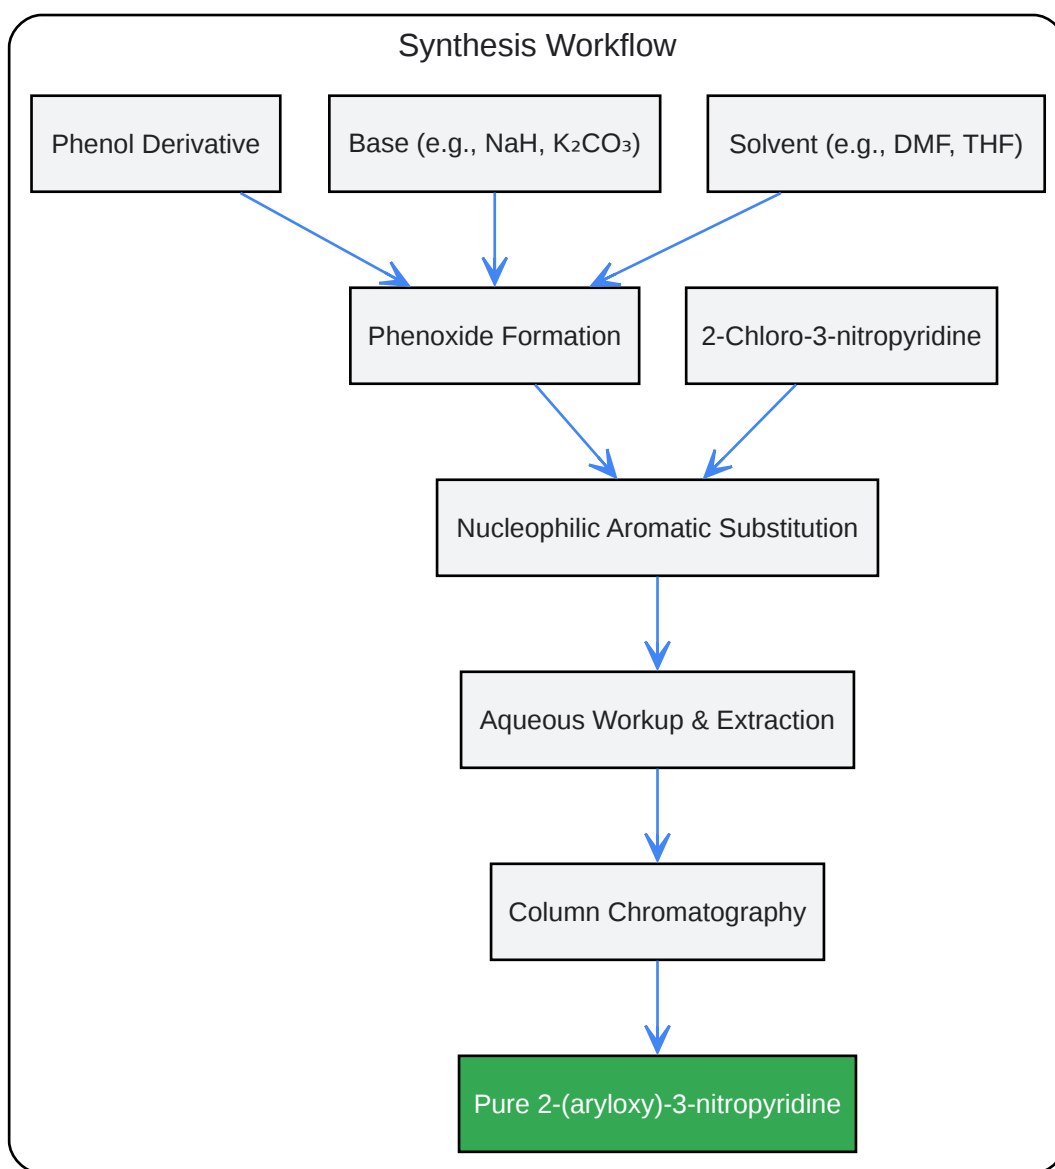 Synthesis Workflow
Phenol Derivative
Base (e.g., NaH, K₂CO₃)
Solvent (e.g., DMF, THF)
Phenoxide Formation
2-Chloro-3-nitropyridine
Nucleophilic Aromatic Substitution
Aqueous Workup & Extraction
Column Chromatography
Pure 2-(aryloxy)-3-nitropyridine